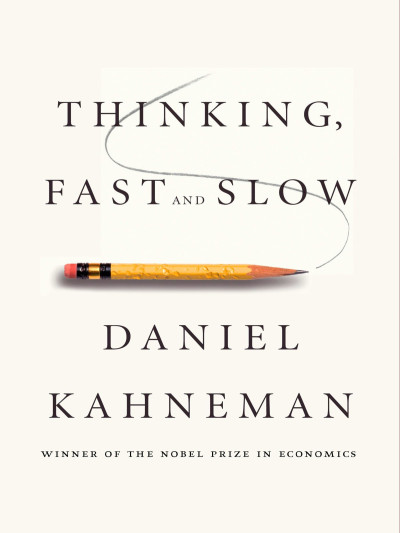 THINKING,
FAST AND SLOW
DANIEL
KAHNEMAN
WINNER OF THE NOBEL PRIZE IN ECONOMICS